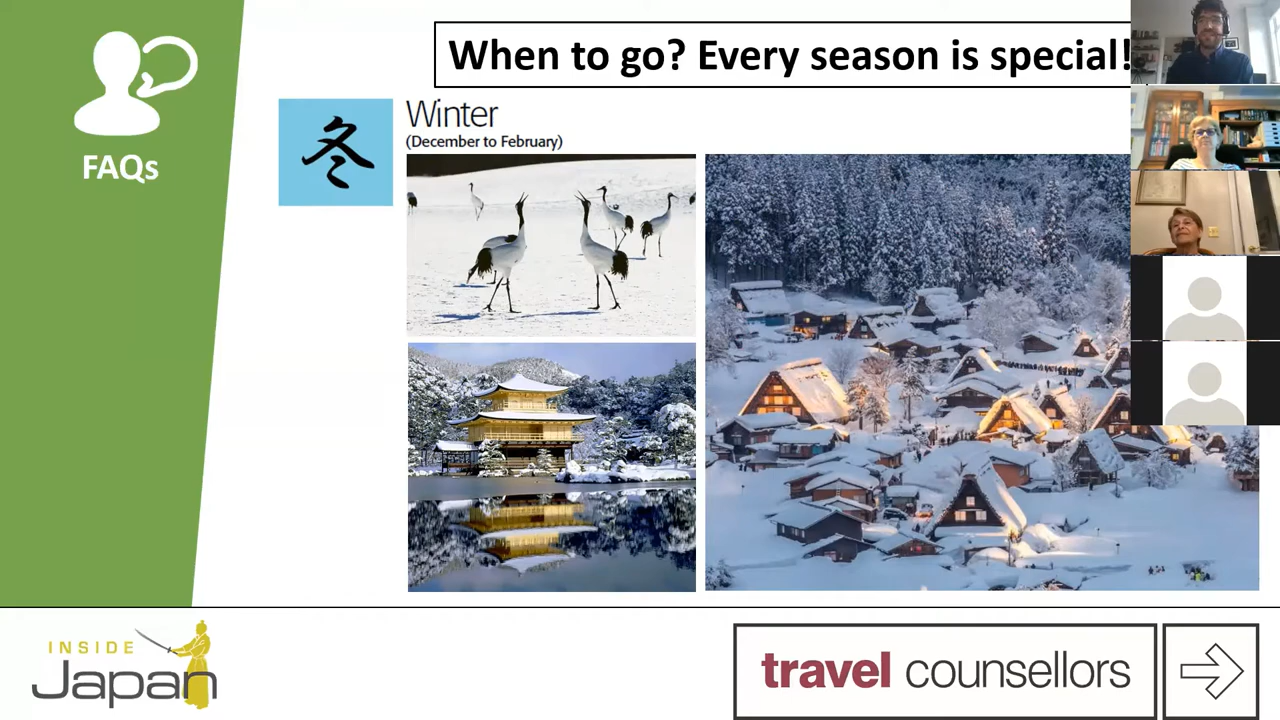 When to go? Every season is special!
FAQs
冬
Winter
(December to February)
INSIDE
Japan
travel counsellors